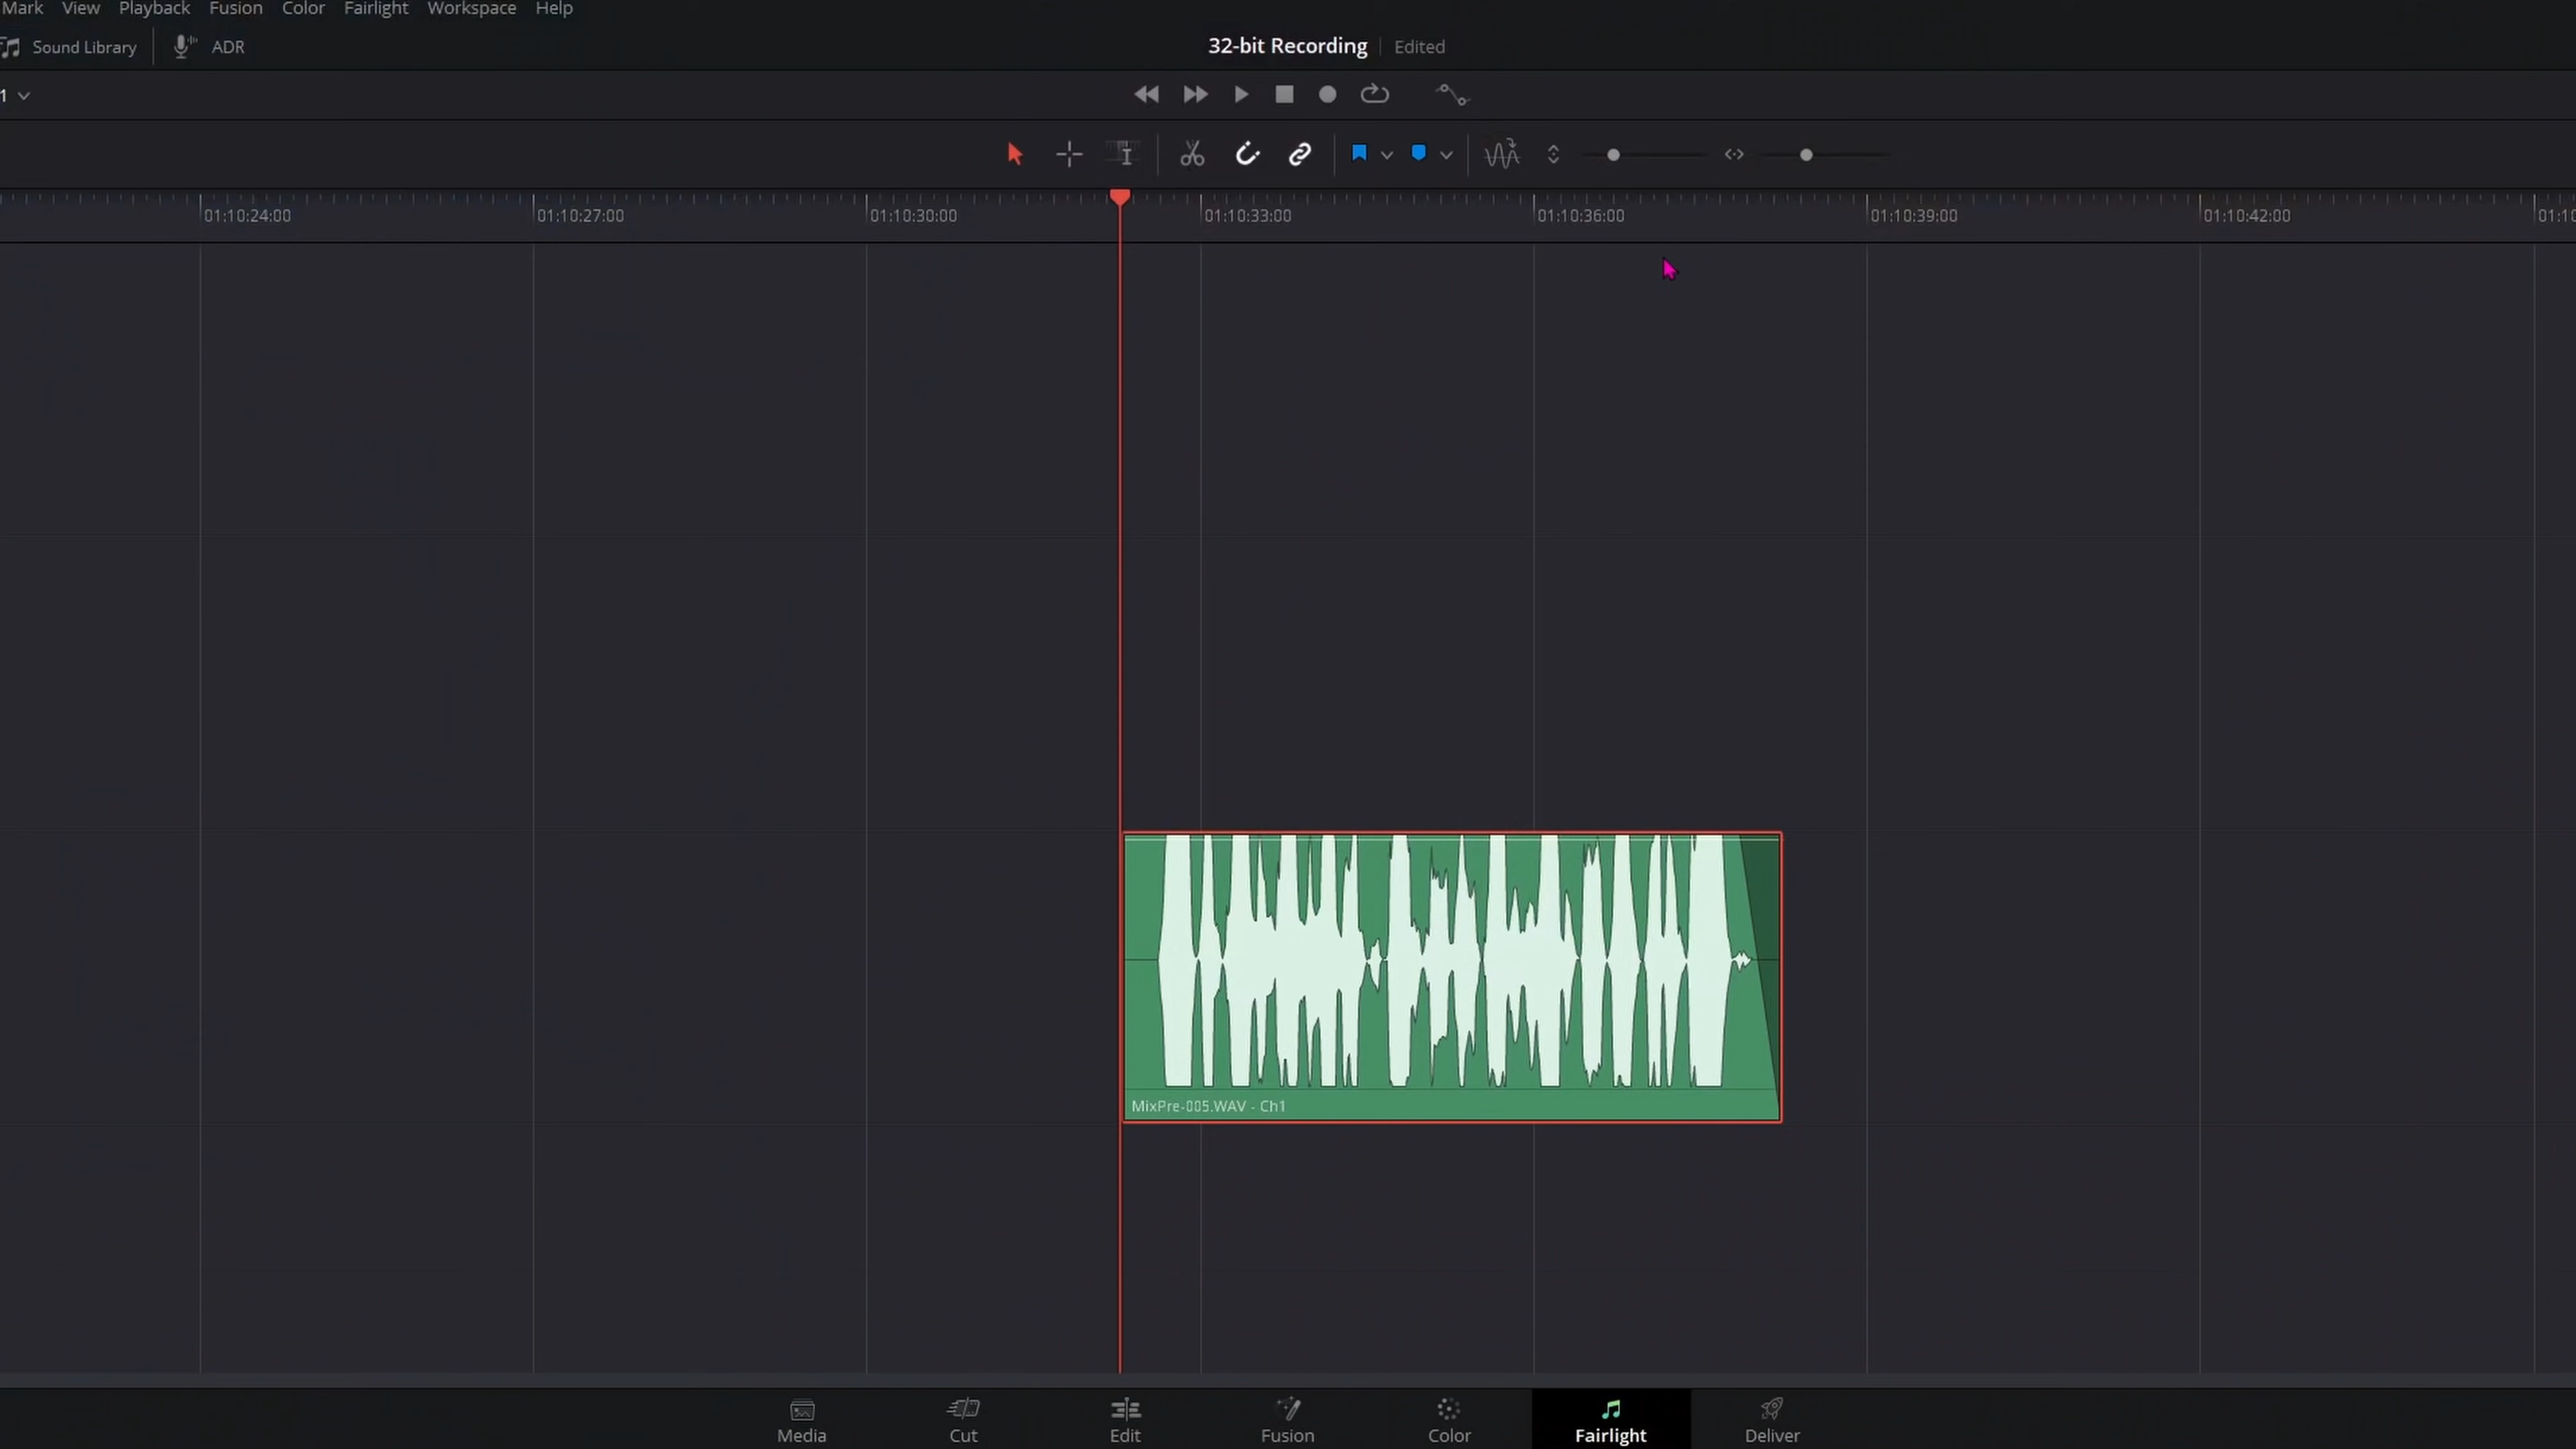 Mark View Playback Fusion Color Fairlight Workspace Help
Sound Library ADR 32-bit Recording Edited
1
01:10:24:00 01:10:27:00 01:10:30:00 01:10:33:00 01:10:36:00 01:10:39:00 01:10:42:00 01:10
MixPre-005.WAV - Ch1
Media Cut Edit Fusion Color Fairlight Deliver